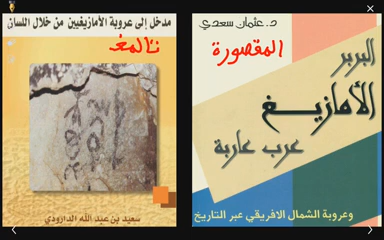 مدخل إلى عروبة الأمازيغيين من خلال اللسان
سعيد بن عبد الله الدارودي
د. عثمان سعدي
المقصورة
البربر
الأمازيغ
عرب عاربة
وعروبة الشمال الافريقي عبر التاريخ